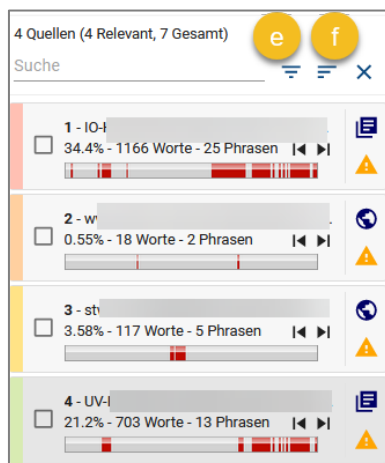 4 Quellen (4 Relevant, 7 Gesamt)
e
f
Suche
1 - IO-
34.4% - 1166 Worte - 25 Phrasen
2 -
0.55% - 18 Worte - 2 Phrasen
3 -
3.58% - 117 Worte - 5 Phrasen
4 - UV-
21.2% - 703 Worte - 13 Phrasen